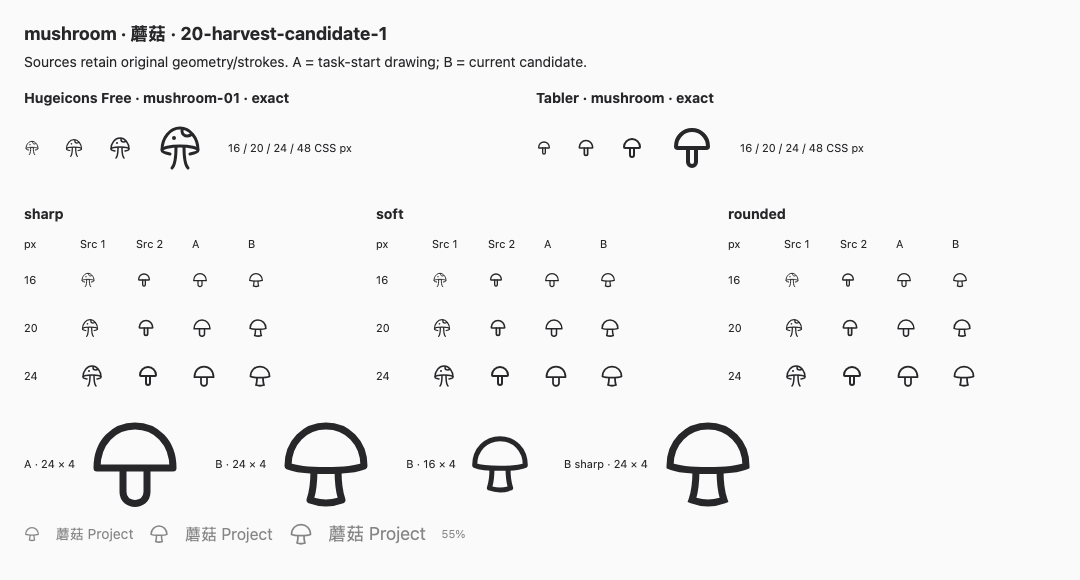 mushroom · 蘑菇 · 20-harvest-candidate-1
Sources retain original geometry/strokes. A = task-start drawing; B = current candidate.
Hugeicons Free · mushroom-01 · exact
Tabler · mushroom · exact
16 / 20 / 24 / 48 CSS px
16 / 20 / 24 / 48 CSS px
sharp
soft
rounded
px Src 1 Src 2 A B
px Src 1 Src 2 A B
px Src 1 Src 2 A B
16
16
16
20
20
20
24
24
24
A · 24 × 4
B · 24 × 4
B · 16 × 4
B sharp · 24 × 4
蘑菇 Project
蘑菇 Project
蘑菇 Project
55%